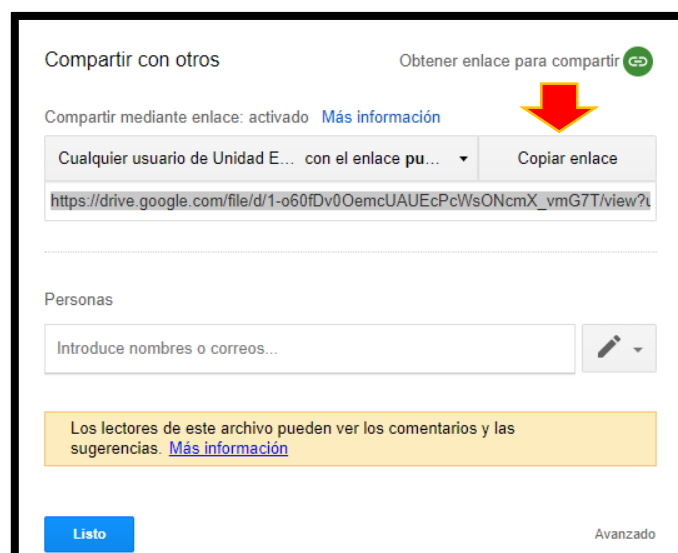 Compartir con otros
Obtener enlace para compartir
Compartir mediante enlace: activado Más información
Cualquier usuario de Unidad E... con el enlace pu...
Copiar enlace
https://drive.google.com/file/d/1-o60fDv0OemcUAUEcPcWsONcmX_vmG7T/view?u
Personas
Introduce nombres o correos...
Los lectores de este archivo pueden ver los comentarios y las
sugerencias. Más información
Listo
Avanzado